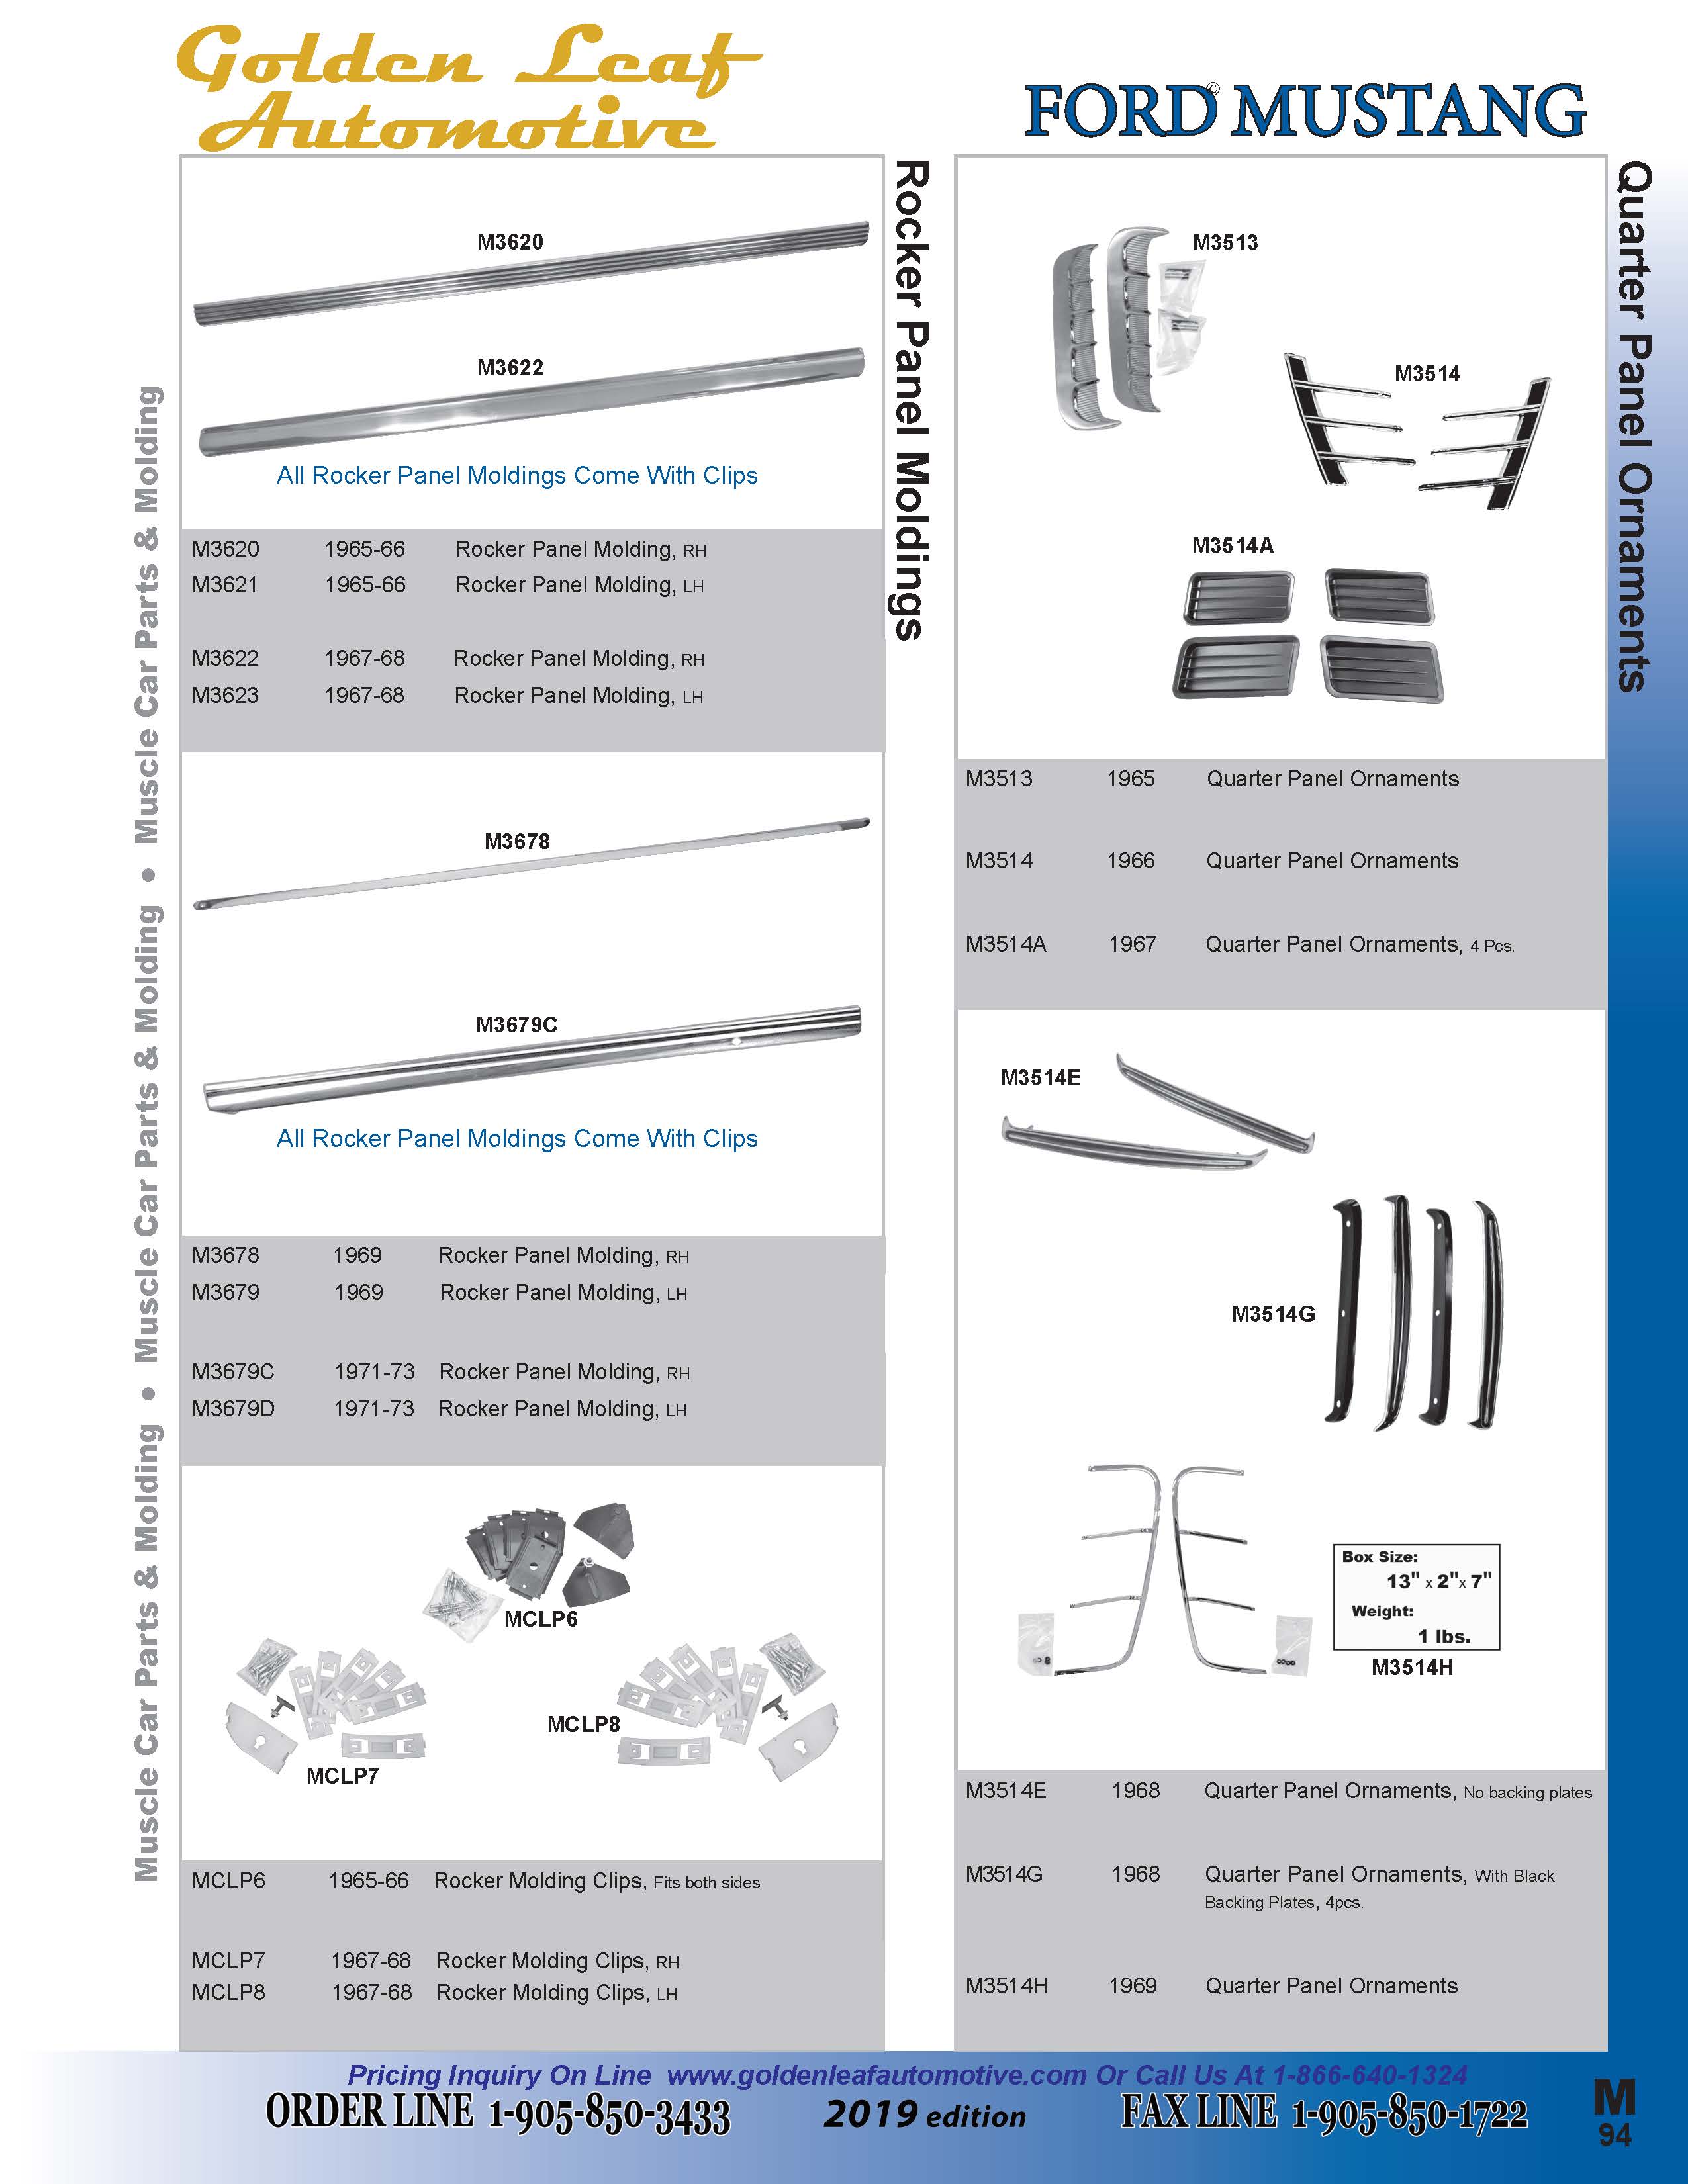 Golden Leaf
Automotive
FORD© MUSTANG
Muscle Car Parts & Molding • Muscle Car Parts & Molding • Muscle Car Parts & Molding
Rocker Panel Moldings
M3620
M3622
All Rocker Panel Moldings Come With Clips
M3620 1965-66 Rocker Panel Molding, RH
M3621 1965-66 Rocker Panel Molding, LH
M3622 1967-68 Rocker Panel Molding, RH
M3623 1967-68 Rocker Panel Molding, LH
M3678
M3679C
All Rocker Panel Moldings Come With Clips
M3678 1969 Rocker Panel Molding, RH
M3679 1969 Rocker Panel Molding, LH
M3679C 1971-73 Rocker Panel Molding, RH
M3679D 1971-73 Rocker Panel Molding, LH
MCLP6
MCLP8
MCLP7
MCLP6 1965-66 Rocker Molding Clips, Fits both sides
MCLP7 1967-68 Rocker Molding Clips, RH
MCLP8 1967-68 Rocker Molding Clips, LH
Quarter Panel Ornaments
M3513
M3514
M3514A
M3513 1965 Quarter Panel Ornaments
M3514 1966 Quarter Panel Ornaments
M3514A 1967 Quarter Panel Ornaments, 4 Pcs.
M3514E
M3514G
Box Size:
13" x 2"x 7"
Weight:
1 lbs.
M3514H
M3514E 1968 Quarter Panel Ornaments, No backing plates
M3514G 1968 Quarter Panel Ornaments, With Black
Backing Plates, 4pcs.
M3514H 1969 Quarter Panel Ornaments
Pricing Inquiry On Line www.goldenleafautomotive.com Or Call Us At 1-866-640-1324
ORDER LINE 1-905-850-3433 2019 edition FAX LINE 1-905-850-1722
M
94